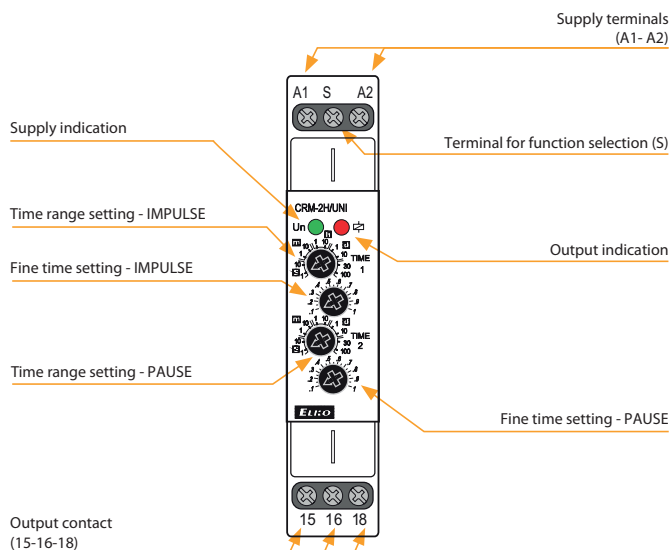 Supply terminals
(A1- A2)
A1 S A2
Supply indication
Terminal for function selection (S)
CRM-2H/UNI
Un
Time range setting - IMPULSE
TIME
1
Output indication
Fine time setting - IMPULSE
TIME
2
Time range setting - PAUSE
ELKO
Fine time setting - PAUSE
15 16 18
Output contact
(15-16-18)